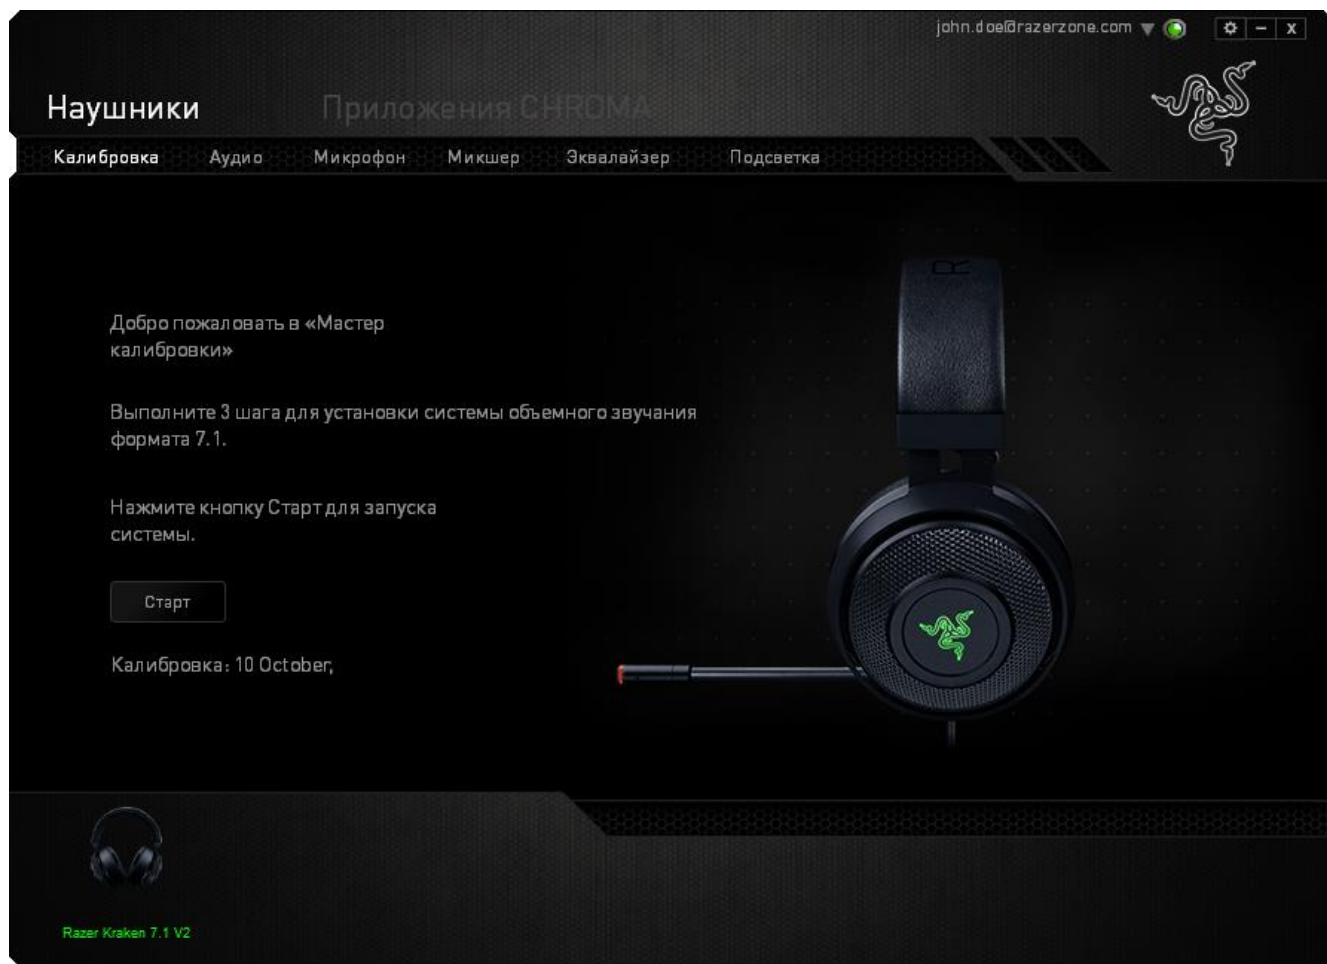 john.doe@razerzone.com
Наушники
Приложения CHROMA
Калибровка Аудио Микрофон Микшер Эквалайзер Подсветка
Добро пожаловать в «Мастер
калибровки»
Выполните 3 шага для установки системы объемного звучания
формата 7.1.
Нажмите кнопку Старт для запуска
системы.
Старт
Калибровка: 10 October,
Razer Kraken 7.1 V2